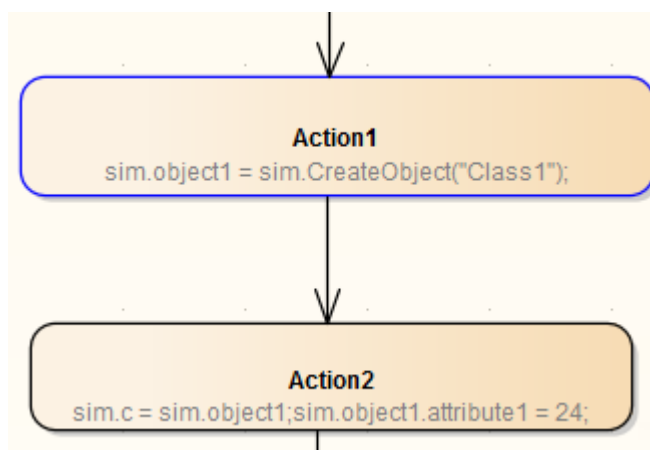 Action1
sim.object1 = sim.CreateObject("Class1");
Action2
sim.c = sim.object1;sim.object1.attribute1 = 24;